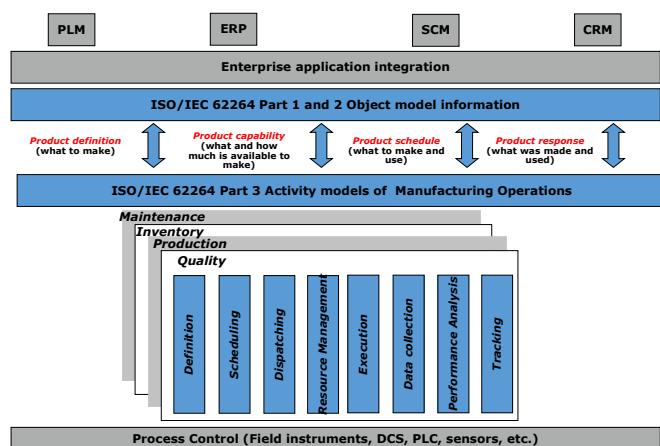 PLM
ERP
SCM
CRM
Enterprise application integration
ISO/IEC 62264 Part 1 and 2 Object model information
Product definition
(what to make)
Product capability
(what and how
much is available to
make)
Product schedule
(what to make and
use)
Product response
(what was made and
used)
ISO/IEC 62264 Part 3 Activity models of Manufacturing Operations
Maintenance
Inventory
Production
Quality
Definition
Scheduling
Dispatching
Resource Management
Execution
Data collection
Performance Analysis
Tracking
Process Control (Field instruments, DCS, PLC, sensors, etc.)